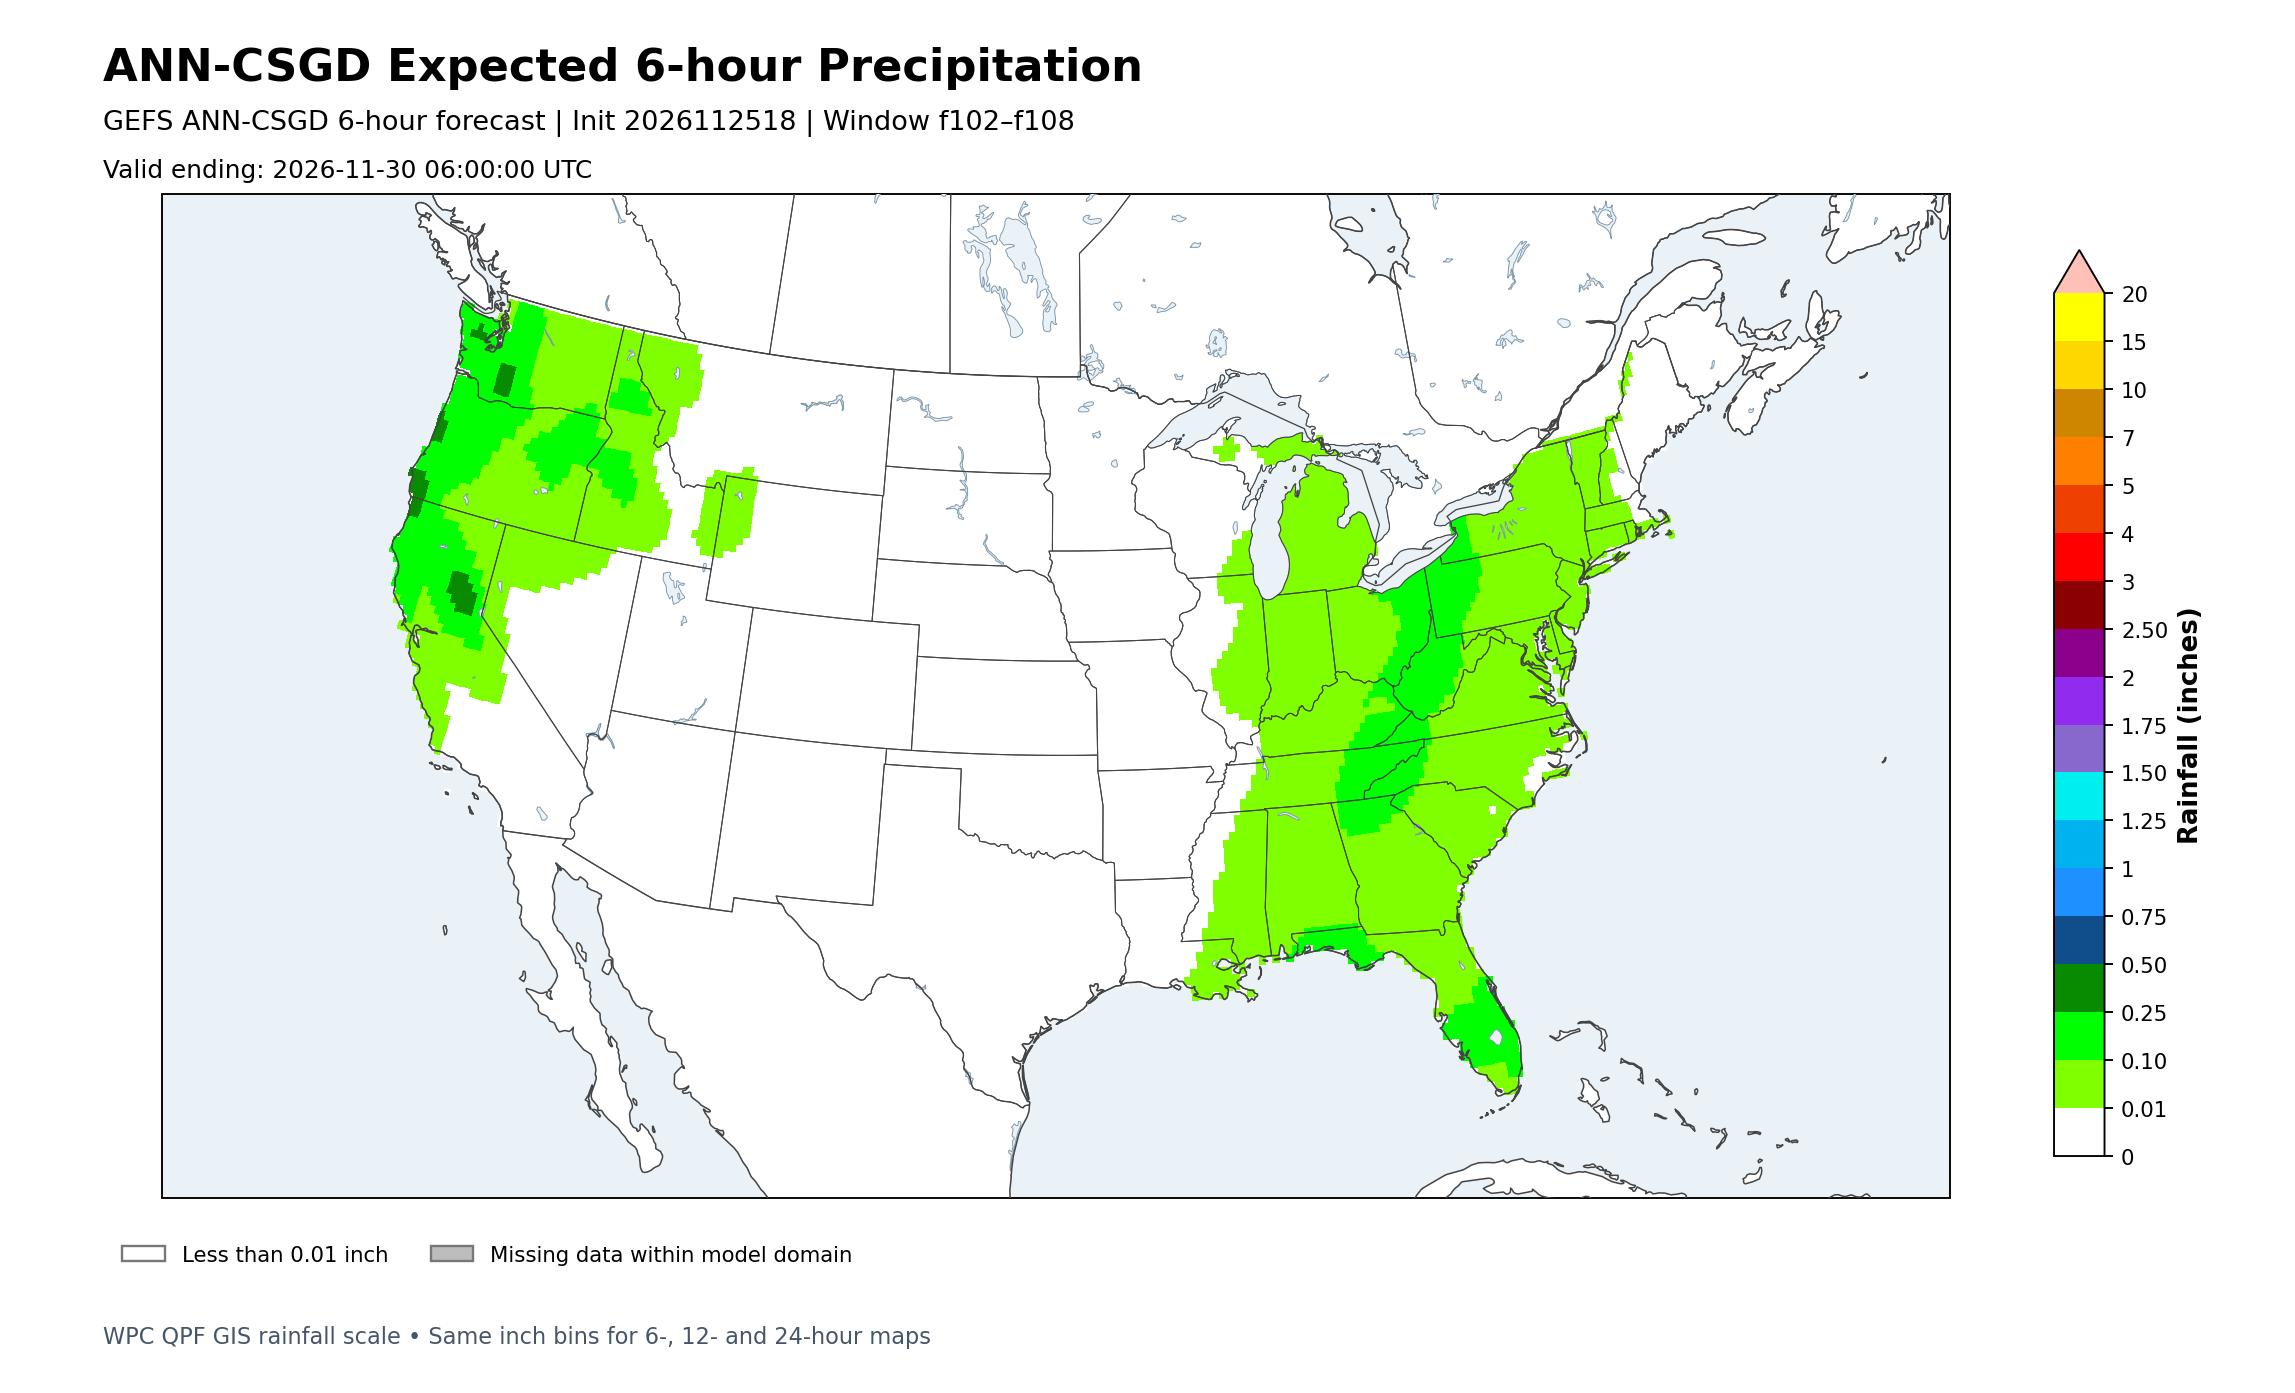 ANN-CSGD Expected 6-hour Precipitation
GEFS ANN-CSGD 6-hour forecast | Init 2026112518 | Window f102–f108
Valid ending: 2026-11-30 06:00:00 UTC
20
15
10
7
5
4
3
2.50
2
1.75
1.50
1.25
1
0.75
0.50
0.25
0.10
0.01
0
Rainfall (inches)
Less than 0.01 inch
Missing data within model domain
WPC QPF GIS rainfall scale • Same inch bins for 6-, 12- and 24-hour maps